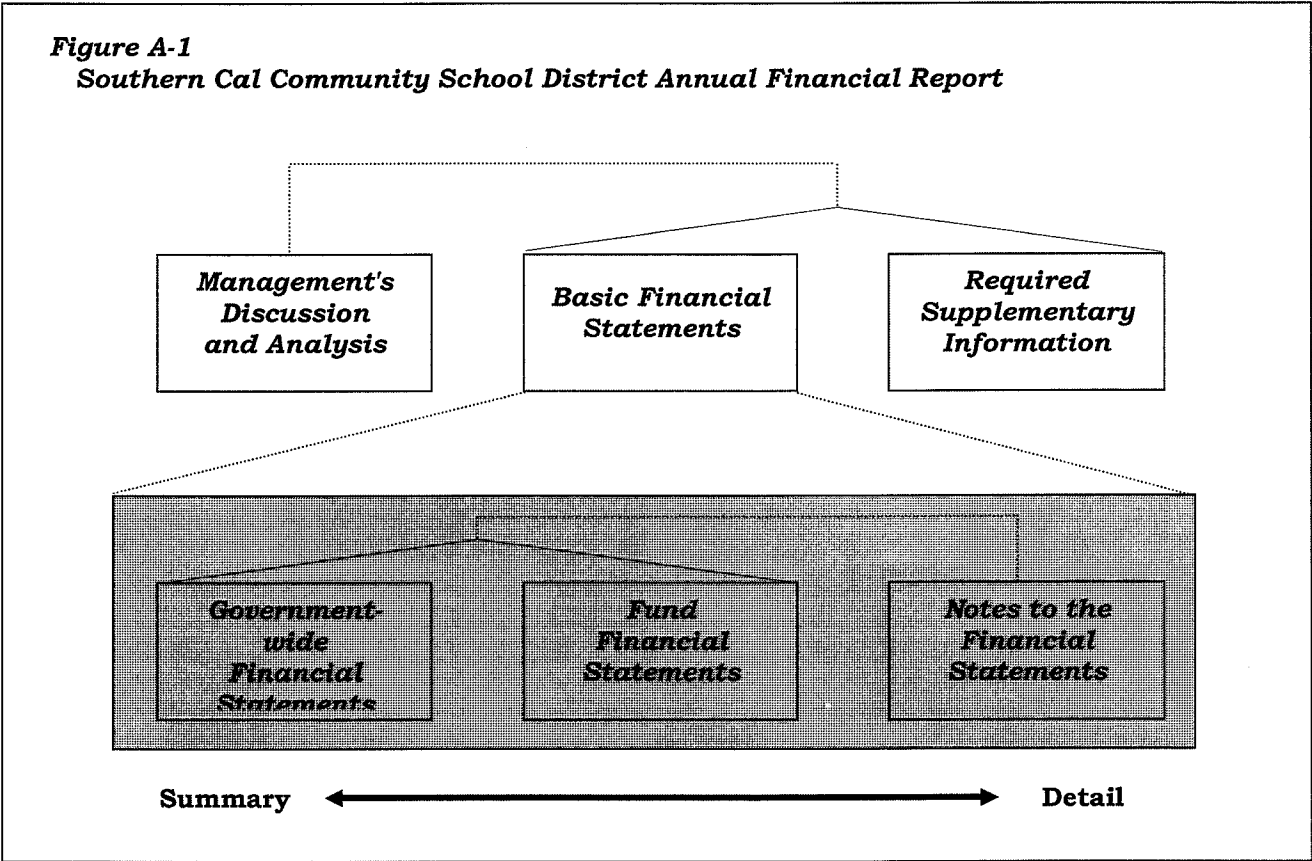 Figure A-1
Southern Cal Community School District Annual Financial Report
Management's
Discussion
and Analysis
Basic Financial
Statements
Required
Supplementary
Information
Government-
wide
Financial
Statements
Fund
Financial
Statements
Notes to the
Financial
Statements
Summary
Detail